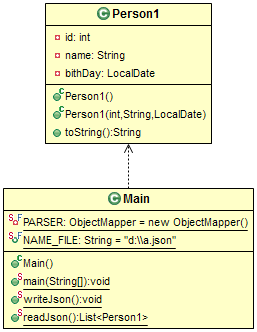 Person1
id: int
name: String
bithDay: LocalDate
Person1()
Person1(int,String,LocalDate)
toString():String
Main
PARSER: ObjectMapper = new ObjectMapper()
NAME_FILE: String = "d:\\a.json"
Main()
main(String[]):void
writeJson():void
readJson():List<Person1>